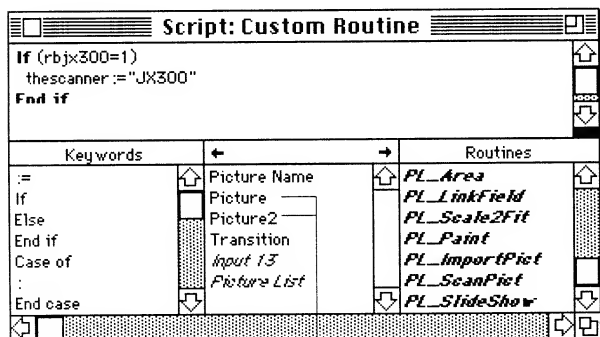 Script: Custom Routine
If (rbjx300=1)
thescanner:="JX300"
End if
Keywords
:=
If
Else
End if
Case of
:
End case
← →
Picture Name
Picture
Picture2
Transition
Input 13
Picture List
Routines
PL_Area
PL_LinkField
PL_Scale2Fit
PL_Paint
PL_ImportPict
PL_ScanPict
PL_SlideShow